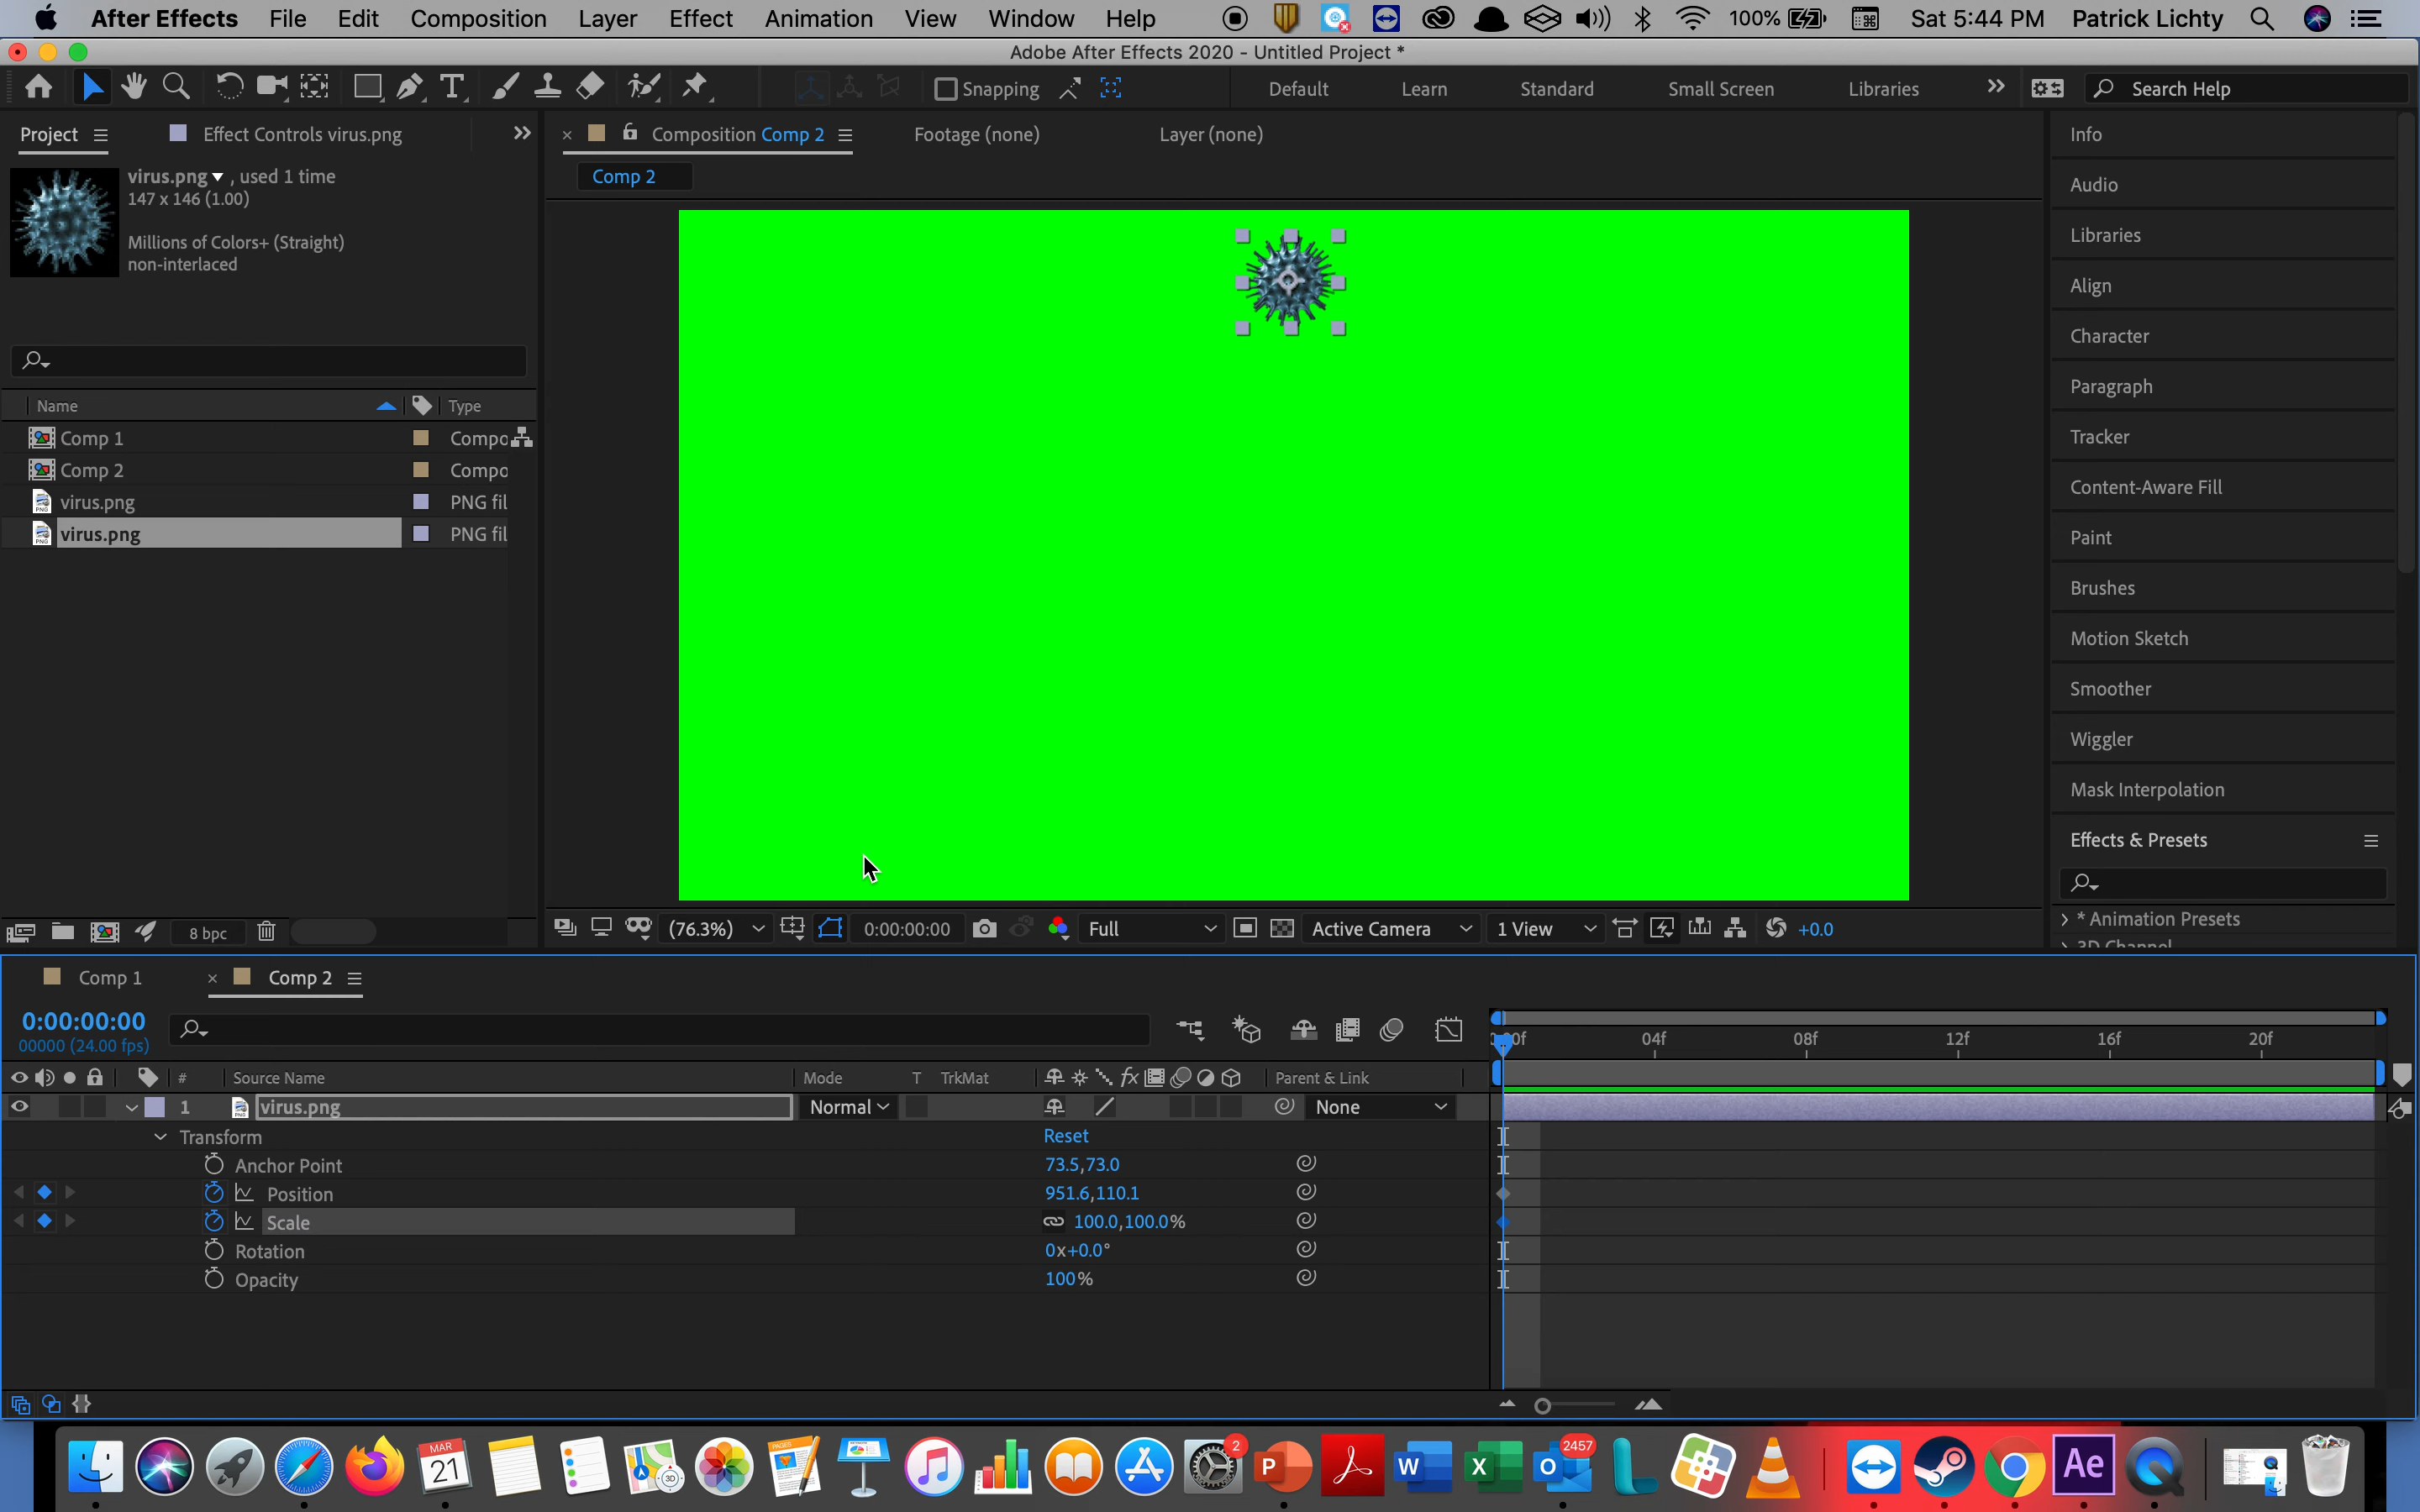 After Effects File Edit Composition Layer Effect Animation View Window Help 100% Sat 5:44 PM Patrick Lichty
Adobe After Effects 2020 - Untitled Project *
Snapping Default Learn Standard Small Screen Libraries Search Help
Project Effect Controls virus.png
Composition Comp 2 Footage (none) Layer (none)
Comp 2
virus.png , used 1 time
147 x 146 (1.00)
Millions of Colors+ (Straight)
non-interlaced
Name Type
Comp 1 Compo
Comp 2 Compo
virus.png PNG fil
virus.png PNG fil
8 bpc
(76.3%) 0:00:00:00 Full Active Camera 1 View +0.0
Info
Audio
Libraries
Align
Character
Paragraph
Tracker
Content-Aware Fill
Paint
Brushes
Motion Sketch
Smoother
Wiggler
Mask Interpolation
Effects & Presets
* Animation Presets
3D Channel
Comp 1 Comp 2
0:00:00:00
00000 (24.00 fps)
04f 08f 12f 16f 20f
# Source Name Mode T TrkMat fx Parent & Link
1 virus.png Normal None
Transform Reset
Anchor Point 73.5,73.0
Position 951.6,110.1
Scale 100.0,100.0%
Rotation 0x+0.0°
Opacity 100%
MAR
21
PAGES
3D
2
P
W
X
2457
O
L
Ae